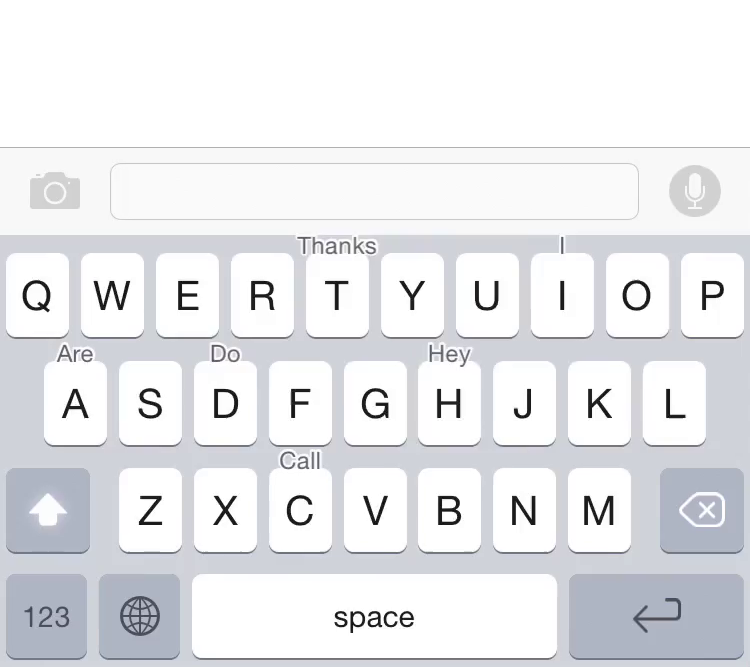 Thanks I
Q W E R T Y U I O P
Are Do Hey
A S D F G H J K L
Call
Z X C V B N M
123 space